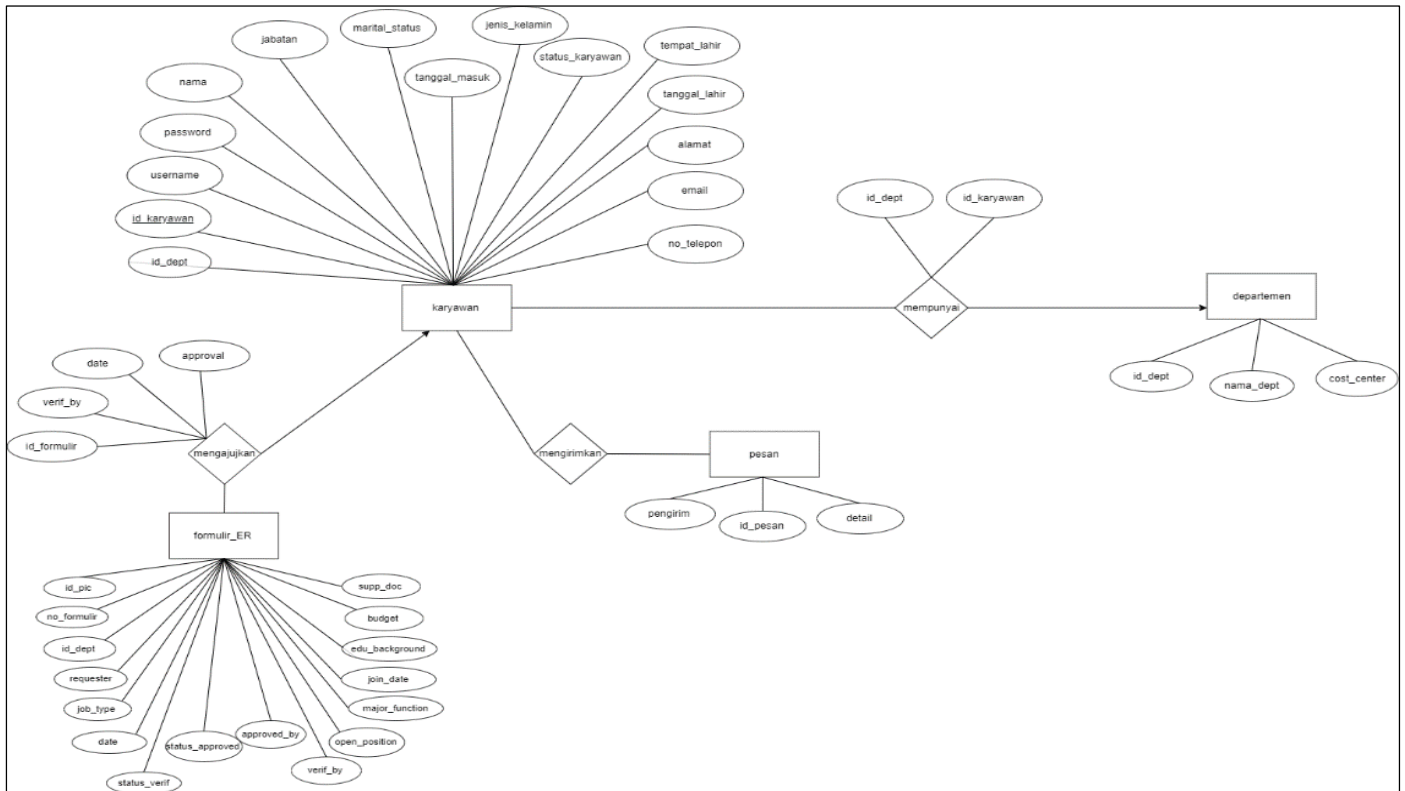 jabatan
marital_status
jenis_kelamin
status_karyawan
tempat_lahir
nama
tanggal_masuk
tanggal_lahir
password
alamat
username
email
id_karyawan
no_telepon
id_dept
id_dept
id_karyawan
karyawan
mempunyai
departemen
id_dept
nama_dept
cost_center
date
approval
verif_by
id_formulir
mengajujkan
mengirimkan
pesan
pengirim
id_pesan
detail
formulir_ER
id_pic
supp_doc
no_formulir
budget
id_dept
edu_background
requester
join_date
job_type
major_function
date
status_approved
approved_by
open_position
status_verif
verif_by